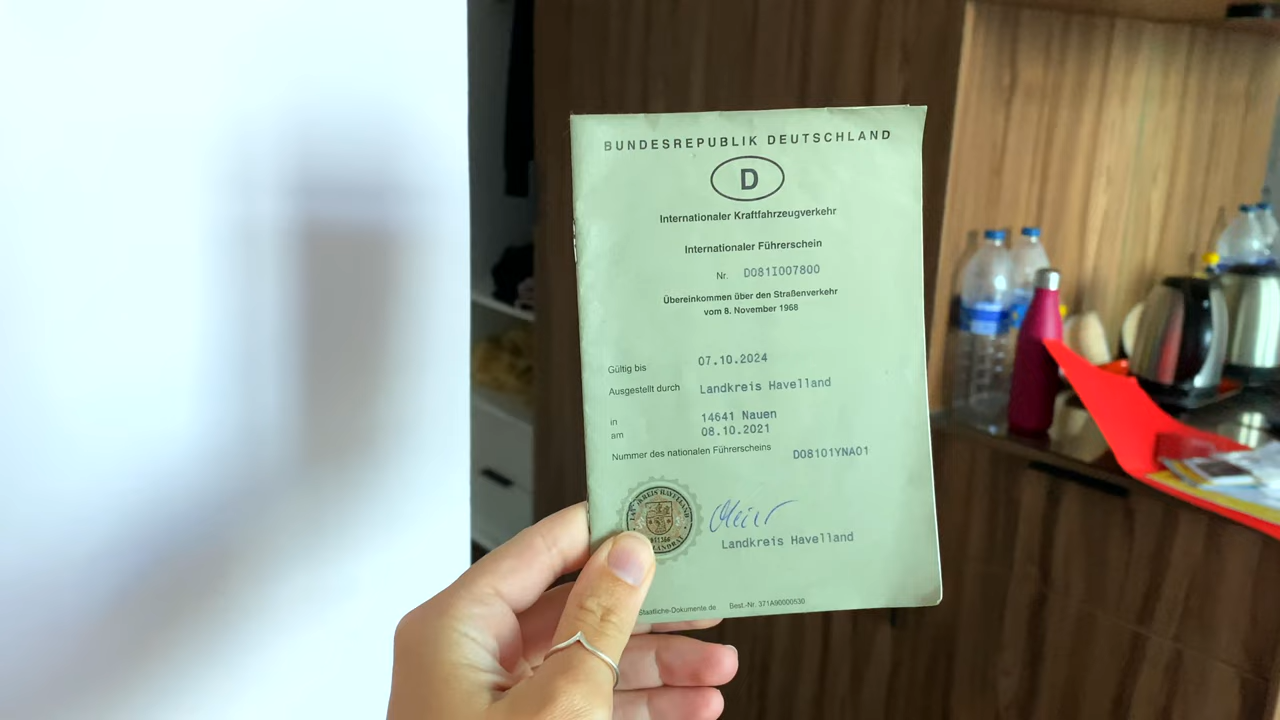 BUNDESREPUBLIK DEUTSCHLAND
D
Internationaler Kraftfahrzeugverkehr
Internationaler Führerschein
Nr. D081I007800
Übereinkommen über den Straßenverkehr
vom 8. November 1968
Gültig bis 07.10.2024
Ausgestellt durch Landkreis Havelland
in 14641 Nauen
am 08.10.2021
Nummer des nationalen Führerscheins D08101YNA01
LANDKREIS HAVELLAND
Landkreis Havelland
Staatliche-Dokumente.de Best.-Nr. 371A90000530